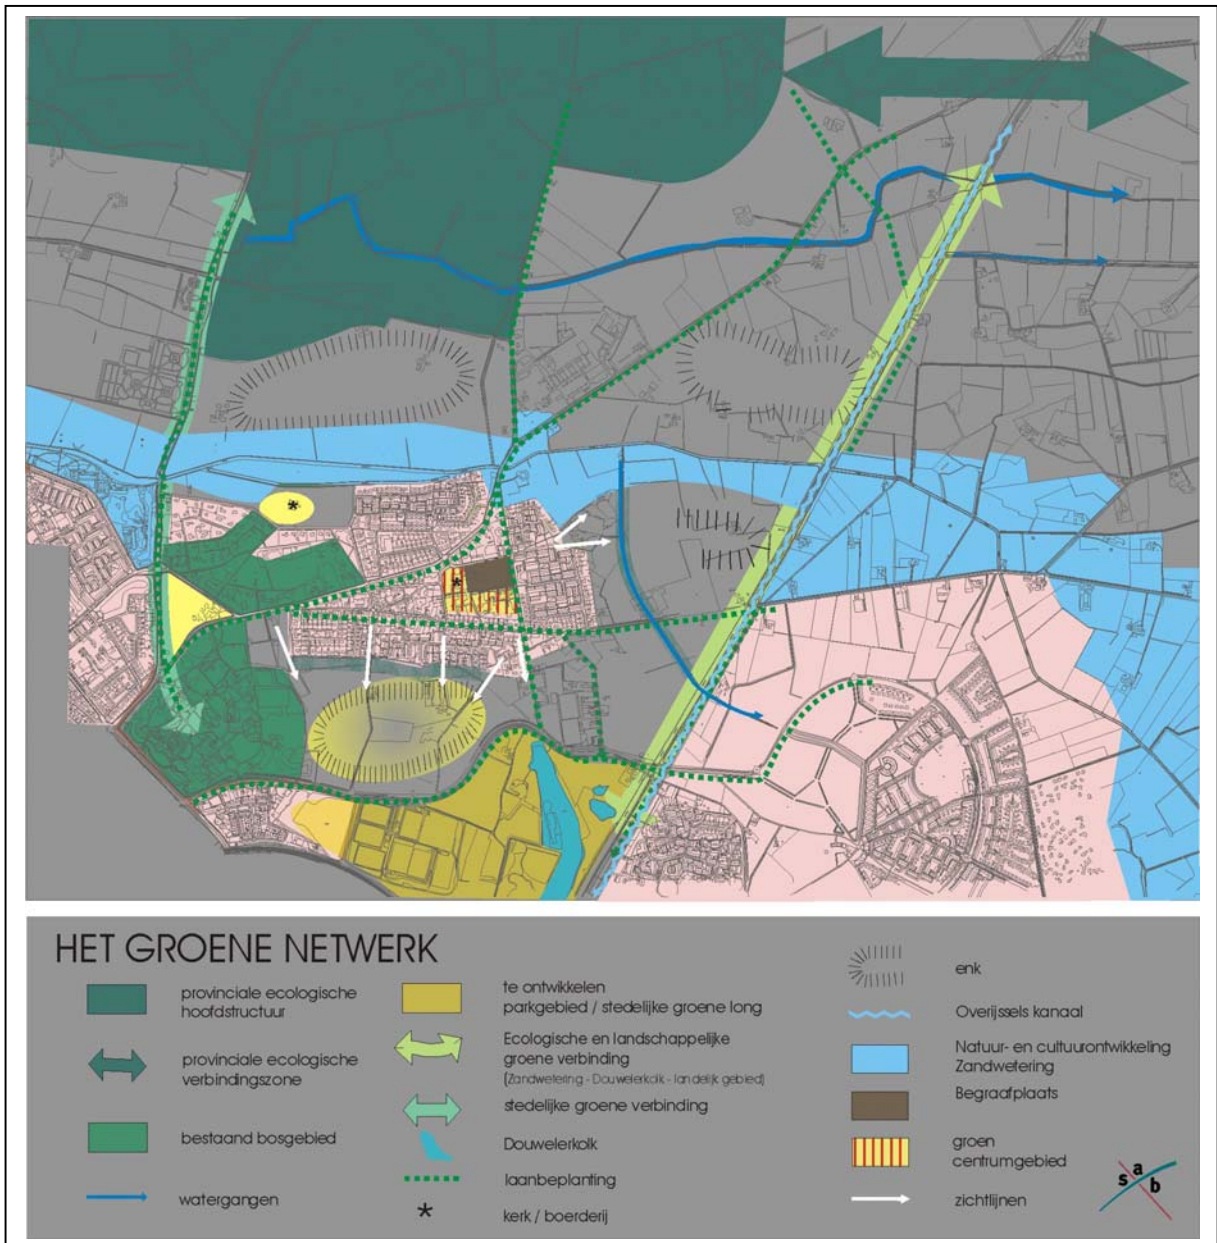 HET GROENE NETWERK
provinciale ecologische
hoofdstructuur
provinciale ecologische
verbindingszone
bestaand bosgebied
watergangen
te ontwikkelen
parkgebied / stedelijke groene long
Ecologische en landschappelijke
groene verbinding
(Zandwetering - Douwelerkolk - landelijk gebied)
stedelijke groene verbinding
Douwelerkolk
laanbeplanting
kerk / boerderij
enk
Overijssels kanaal
Natuur- en cultuurontwikkeling
Zandwetering
Begraafplaats
groen
centrumgebied
zichtlijnen
s a b